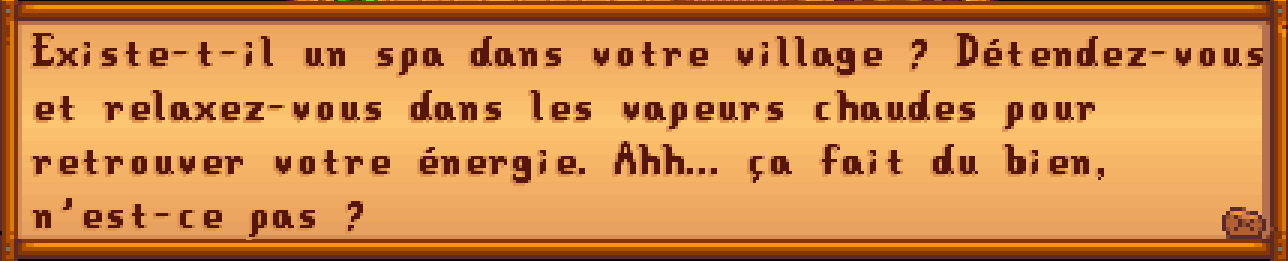 Existe-t-il un spa dans votre village ? Détendez-vous
et relaxez-vous dans les vapeurs chaudes pour
retrouver votre énergie. Ahh... ça fait du bien,
n'est-ce pas ?